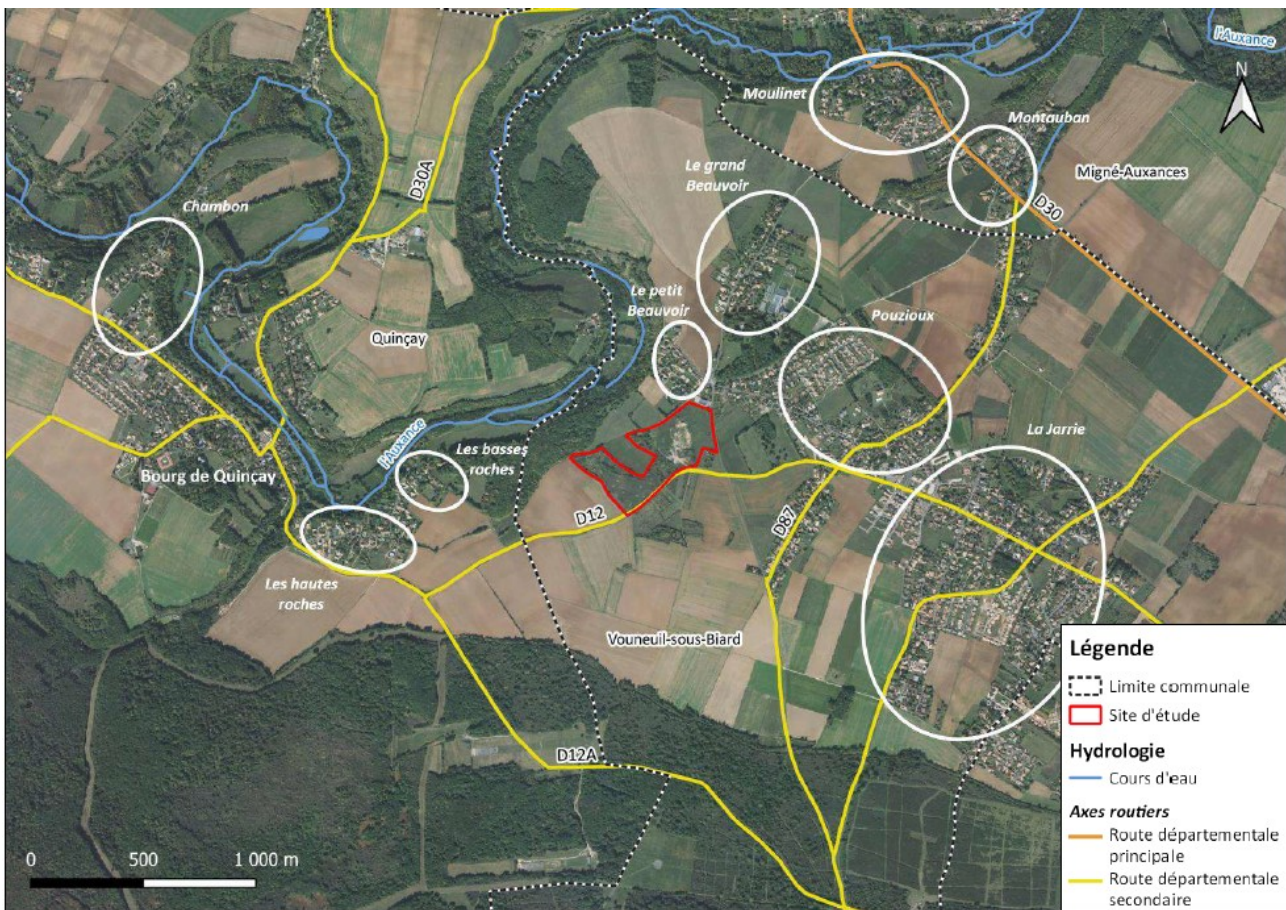 l'Auxance
N
Moulinet
Montauban
Migné-Auxances
Le grand
Beauvoir
D30A
D30
Chambon
Le petit
Beauvoir
Pouzioux
Quinçay
La Jarrie
l'Auxance
Les basses
roches
Bourg de Quinçay
D12
D87
Les hautes
roches
Vouneuil-sous-Biard
D12A
Légende
Limite communale
Site d'étude
Hydrologie
Cours d'eau
Axes routiers
Route départementale
principale
Route départementale
secondaire
0 500 1 000 m